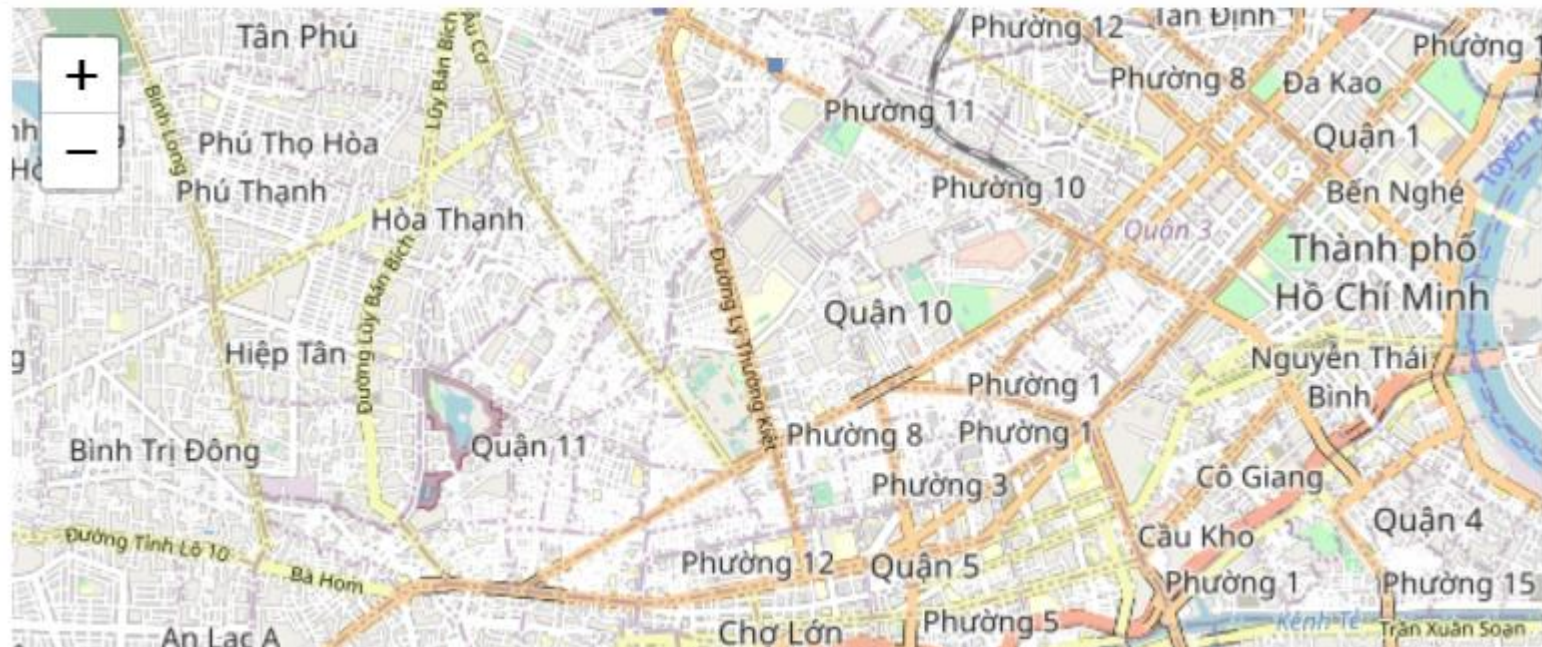 Tân Phú
Phường 12
Tân Định
Phường 1
Âu Cơ
Lũy Bán Bích
+
Bình Long
Phường 8
Đa Kao
Phường 11
Quận 1
Phú Thọ Hòa
−
Phú Thạnh
Phường 10
Bến Nghé
Hòa Thạnh
Quận 3
Thành phố
Hồ Chí Minh
Đường Lũy Bán Bích
Đường Lý Thường Kiệt
Quận 10
Hiệp Tân
Nguyễn Thái
Bình
Phường 1
Bình Trị Đông
Quận 11
Phường 8
Phường 1
Phường 3
Cô Giang
Quận 4
Đường Tỉnh Lộ 10
Cầu Kho
Phường 12
Quận 5
Bà Hom
Phường 1
Phường 15
Phường 5
Kênh Tẻ
Trần Xuân Soạn
Chợ Lớn
An Lạc A